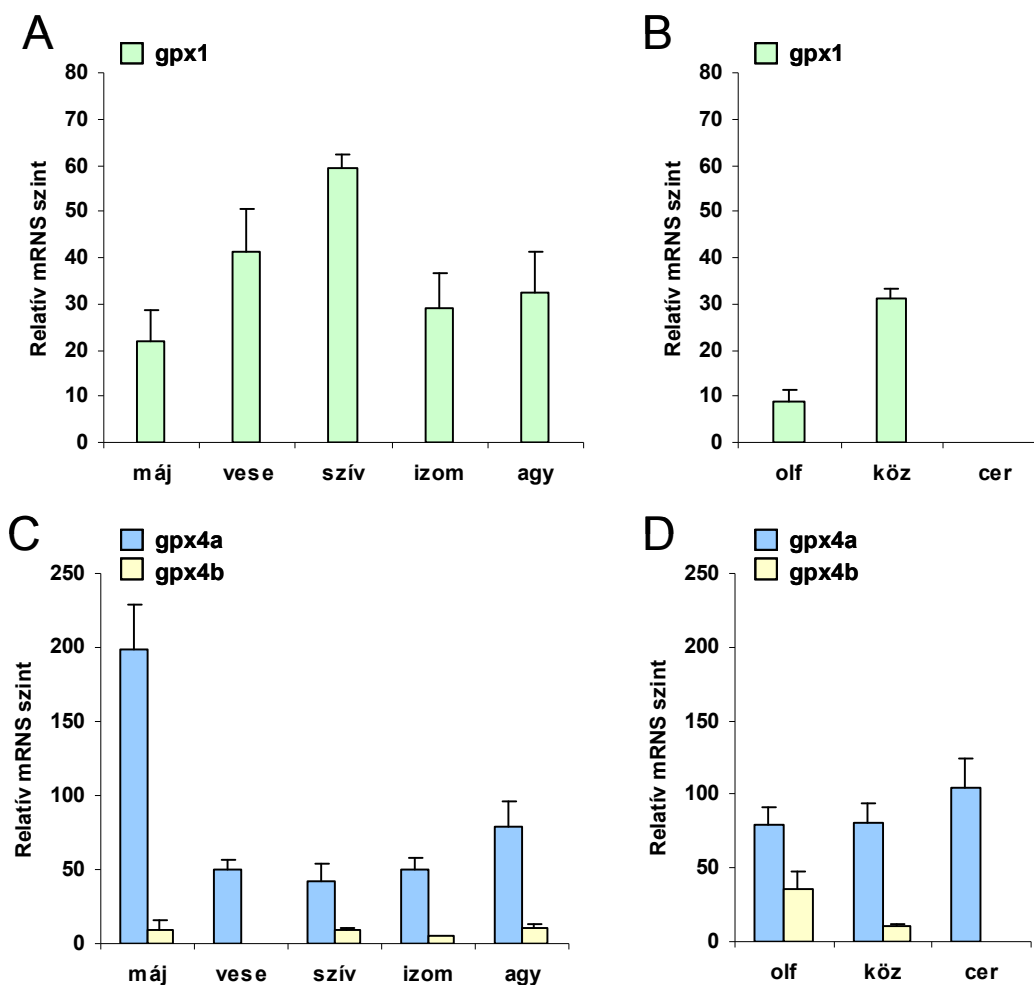 A
gpx1
Relatív mRNS szint
80
70
60
50
40
30
20
10
0
máj vese szív izom agy
B
gpx1
Relatív mRNS szint
80
70
60
50
40
30
20
10
0
olf köz cer
C
gpx4a
gpx4b
Relatív mRNS szint
250
200
150
100
50
0
máj vese szív izom agy
D
gpx4a
gpx4b
Relatív mRNS szint
250
200
150
100
50
0
olf köz cer